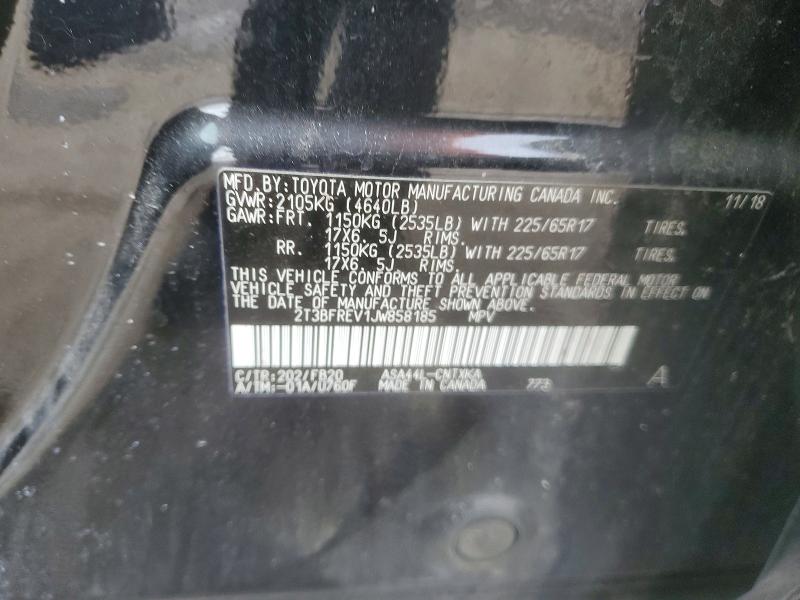 MFD.BY:TOYOTA MOTOR MANUFACTURING CANADA INC. 11/18
GVWR:2105KG (4640LB)
GAWR:FRT. 1150KG (2535LB) WITH 225/65R17 TIRES,
17X6. 5J RIMS.
RR. 1150KG (2535LB) WITH 225/65R17 TIRES,
17X6. 5J RIMS.
THIS VEHICLE CONFORMS TO ALL APPLICABLE FEDERAL MOTOR
VEHICLE SAFETY AND THEFT PREVENTION STANDARDS IN EFFECT ON
THE DATE OF MANUFACTURE SHOWN ABOVE.
2T3BFREV1JW858185 MPV
C/TR:202/FB20 ASA44L-CNTXKA
A/TM:-01A/U760F MADE IN CANADA 773 A